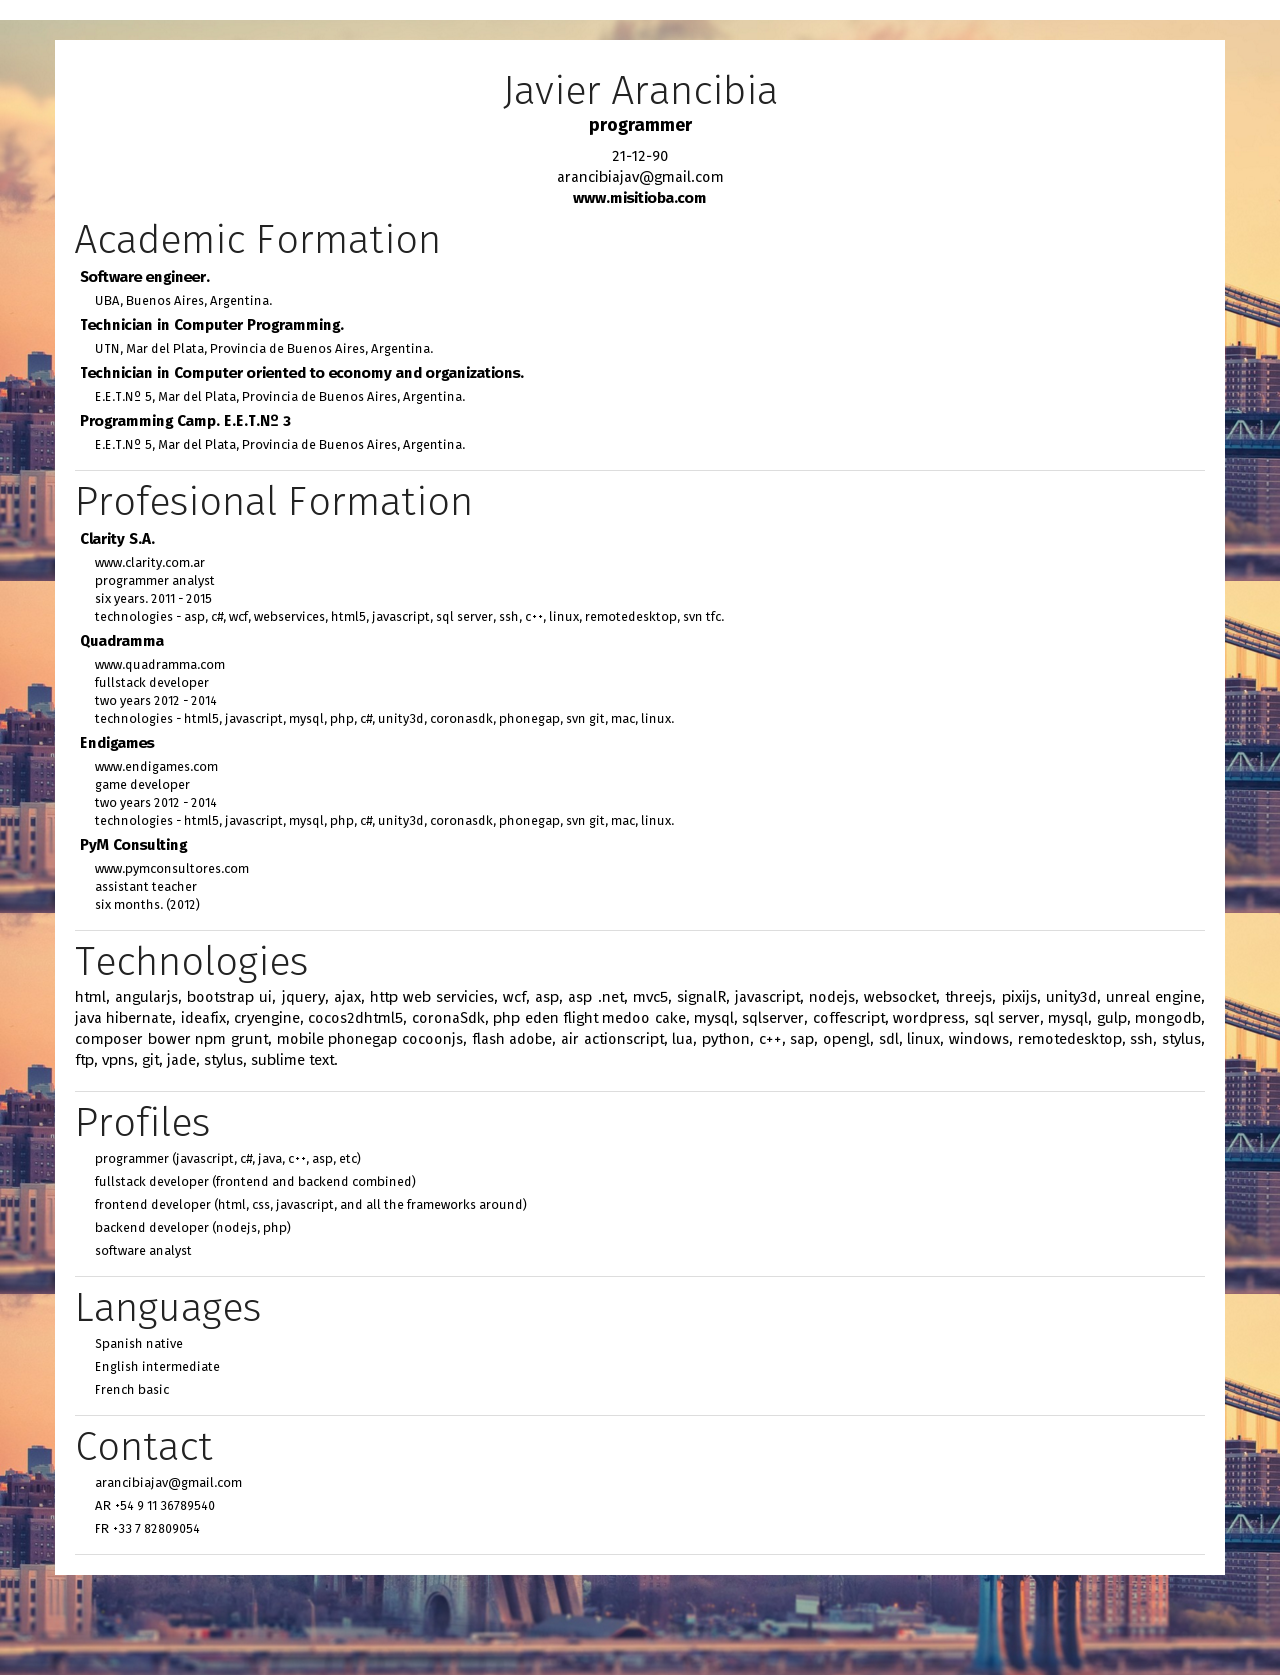 Javier Arancibia
programmer
21-12-90
arancibiajav@gmail.com
www.misitioba.com
Academic Formation
Software engineer.
UBA, Buenos Aires, Argentina.
Technician in Computer Programming.
UTN, Mar del Plata, Provincia de Buenos Aires, Argentina.
Technician in Computer oriented to economy and organizations.
E.E.T.Nº 5, Mar del Plata, Provincia de Buenos Aires, Argentina.
Programming Camp. E.E.T.Nº 3
E.E.T.Nº 5, Mar del Plata, Provincia de Buenos Aires, Argentina.
Profesional Formation
Clarity S.A.
www.clarity.com.ar
programmer analyst
six years. 2011 - 2015
technologies - asp, c#, wcf, webservices, html5, javascript, sql server, ssh, c++, linux, remotedesktop, svn tfc.
Quadramma
www.quadramma.com
fullstack developer
two years 2012 - 2014
technologies - html5, javascript, mysql, php, c#, unity3d, coronasdk, phonegap, svn git, mac, linux.
Endigames
www.endigames.com
game developer
two years 2012 - 2014
technologies - html5, javascript, mysql, php, c#, unity3d, coronasdk, phonegap, svn git, mac, linux.
PyM Consulting
www.pymconsultores.com
assistant teacher
six months. (2012)
Technologies
html, angularjs, bootstrap ui, jquery, ajax, http web servicies, wcf, asp, asp .net, mvc5, signalR, javascript, nodejs, websocket, threejs, pixijs, unity3d, unreal engine,
java hibernate, ideafix, cryengine, cocos2dhtml5, coronaSdk, php eden flight medoo cake, mysql, sqlserver, coffescript, wordpress, sql server, mysql, gulp, mongodb,
composer bower npm grunt, mobile phonegap cocoonjs, flash adobe, air actionscript, lua, python, c++, sap, opengl, sdl, linux, windows, remotedesktop, ssh, stylus,
ftp, vpns, git, jade, stylus, sublime text.
Profiles
programmer (javascript, c#, java, c++, asp, etc)
fullstack developer (frontend and backend combined)
frontend developer (html, css, javascript, and all the frameworks around)
backend developer (nodejs, php)
software analyst
Languages
Spanish native
English intermediate
French basic
Contact
arancibiajav@gmail.com
AR +54 9 11 36789540
FR +33 7 82809054